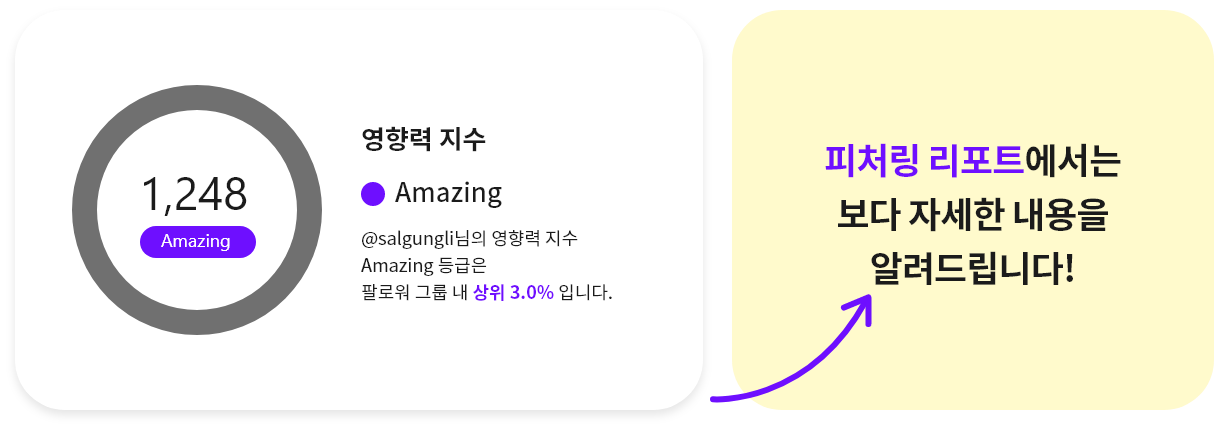 1,248
Amazing
영향력 지수
Amazing
@salgungli님의 영향력 지수
Amazing 등급은
팔로워 그룹 내 상위 3.0% 입니다.
피처링 리포트에서는
보다 자세한 내용을
알려드립니다!